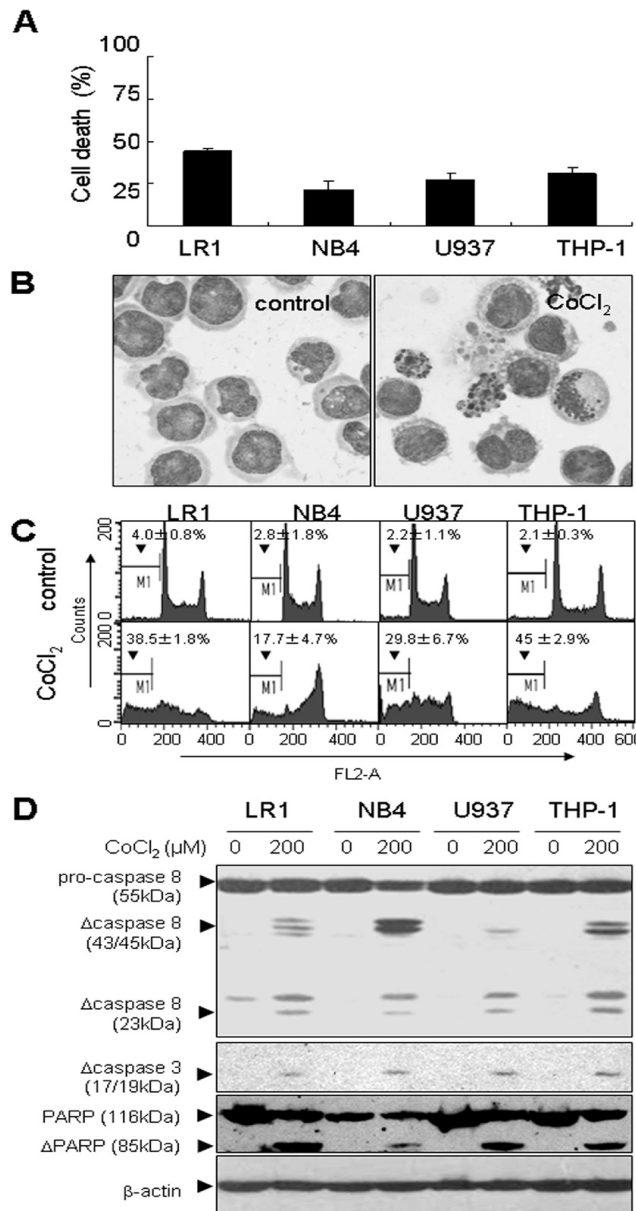 A
100
75
50
25
0
Cell death (%)
LR1 NB4 U937 THP-1
B
control
CoCl2
C
LR1 NB4 U937 THP-1
control
CoCl2
Counts
200
0
200
0
4.0±0.8% 2.8±1.8% 2.2±1.1% 2.1±0.3%
M1 M1 M1 M1
38.5±1.8% 17.7±4.7% 29.8±6.7% 45±2.9%
M1 M1 M1 M1
0 200 400 0 200 400 0 200 400 0 200 400 600
FL2-A
D
LR1 NB4 U937 THP-1
CoCl2 (µM) 0 200 0 200 0 200 0 200
pro-caspase 8
(55kDa)
Δcaspase 8
(43/45kDa)
Δcaspase 8
(23kDa)
Δcaspase 3
(17/19kDa)
PARP (116kDa)
ΔPARP (85kDa)
β-actin